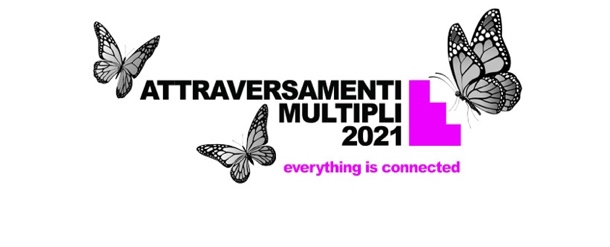 ATTRAVERSAMENTI
MULTIPLI
2021
everything is connected